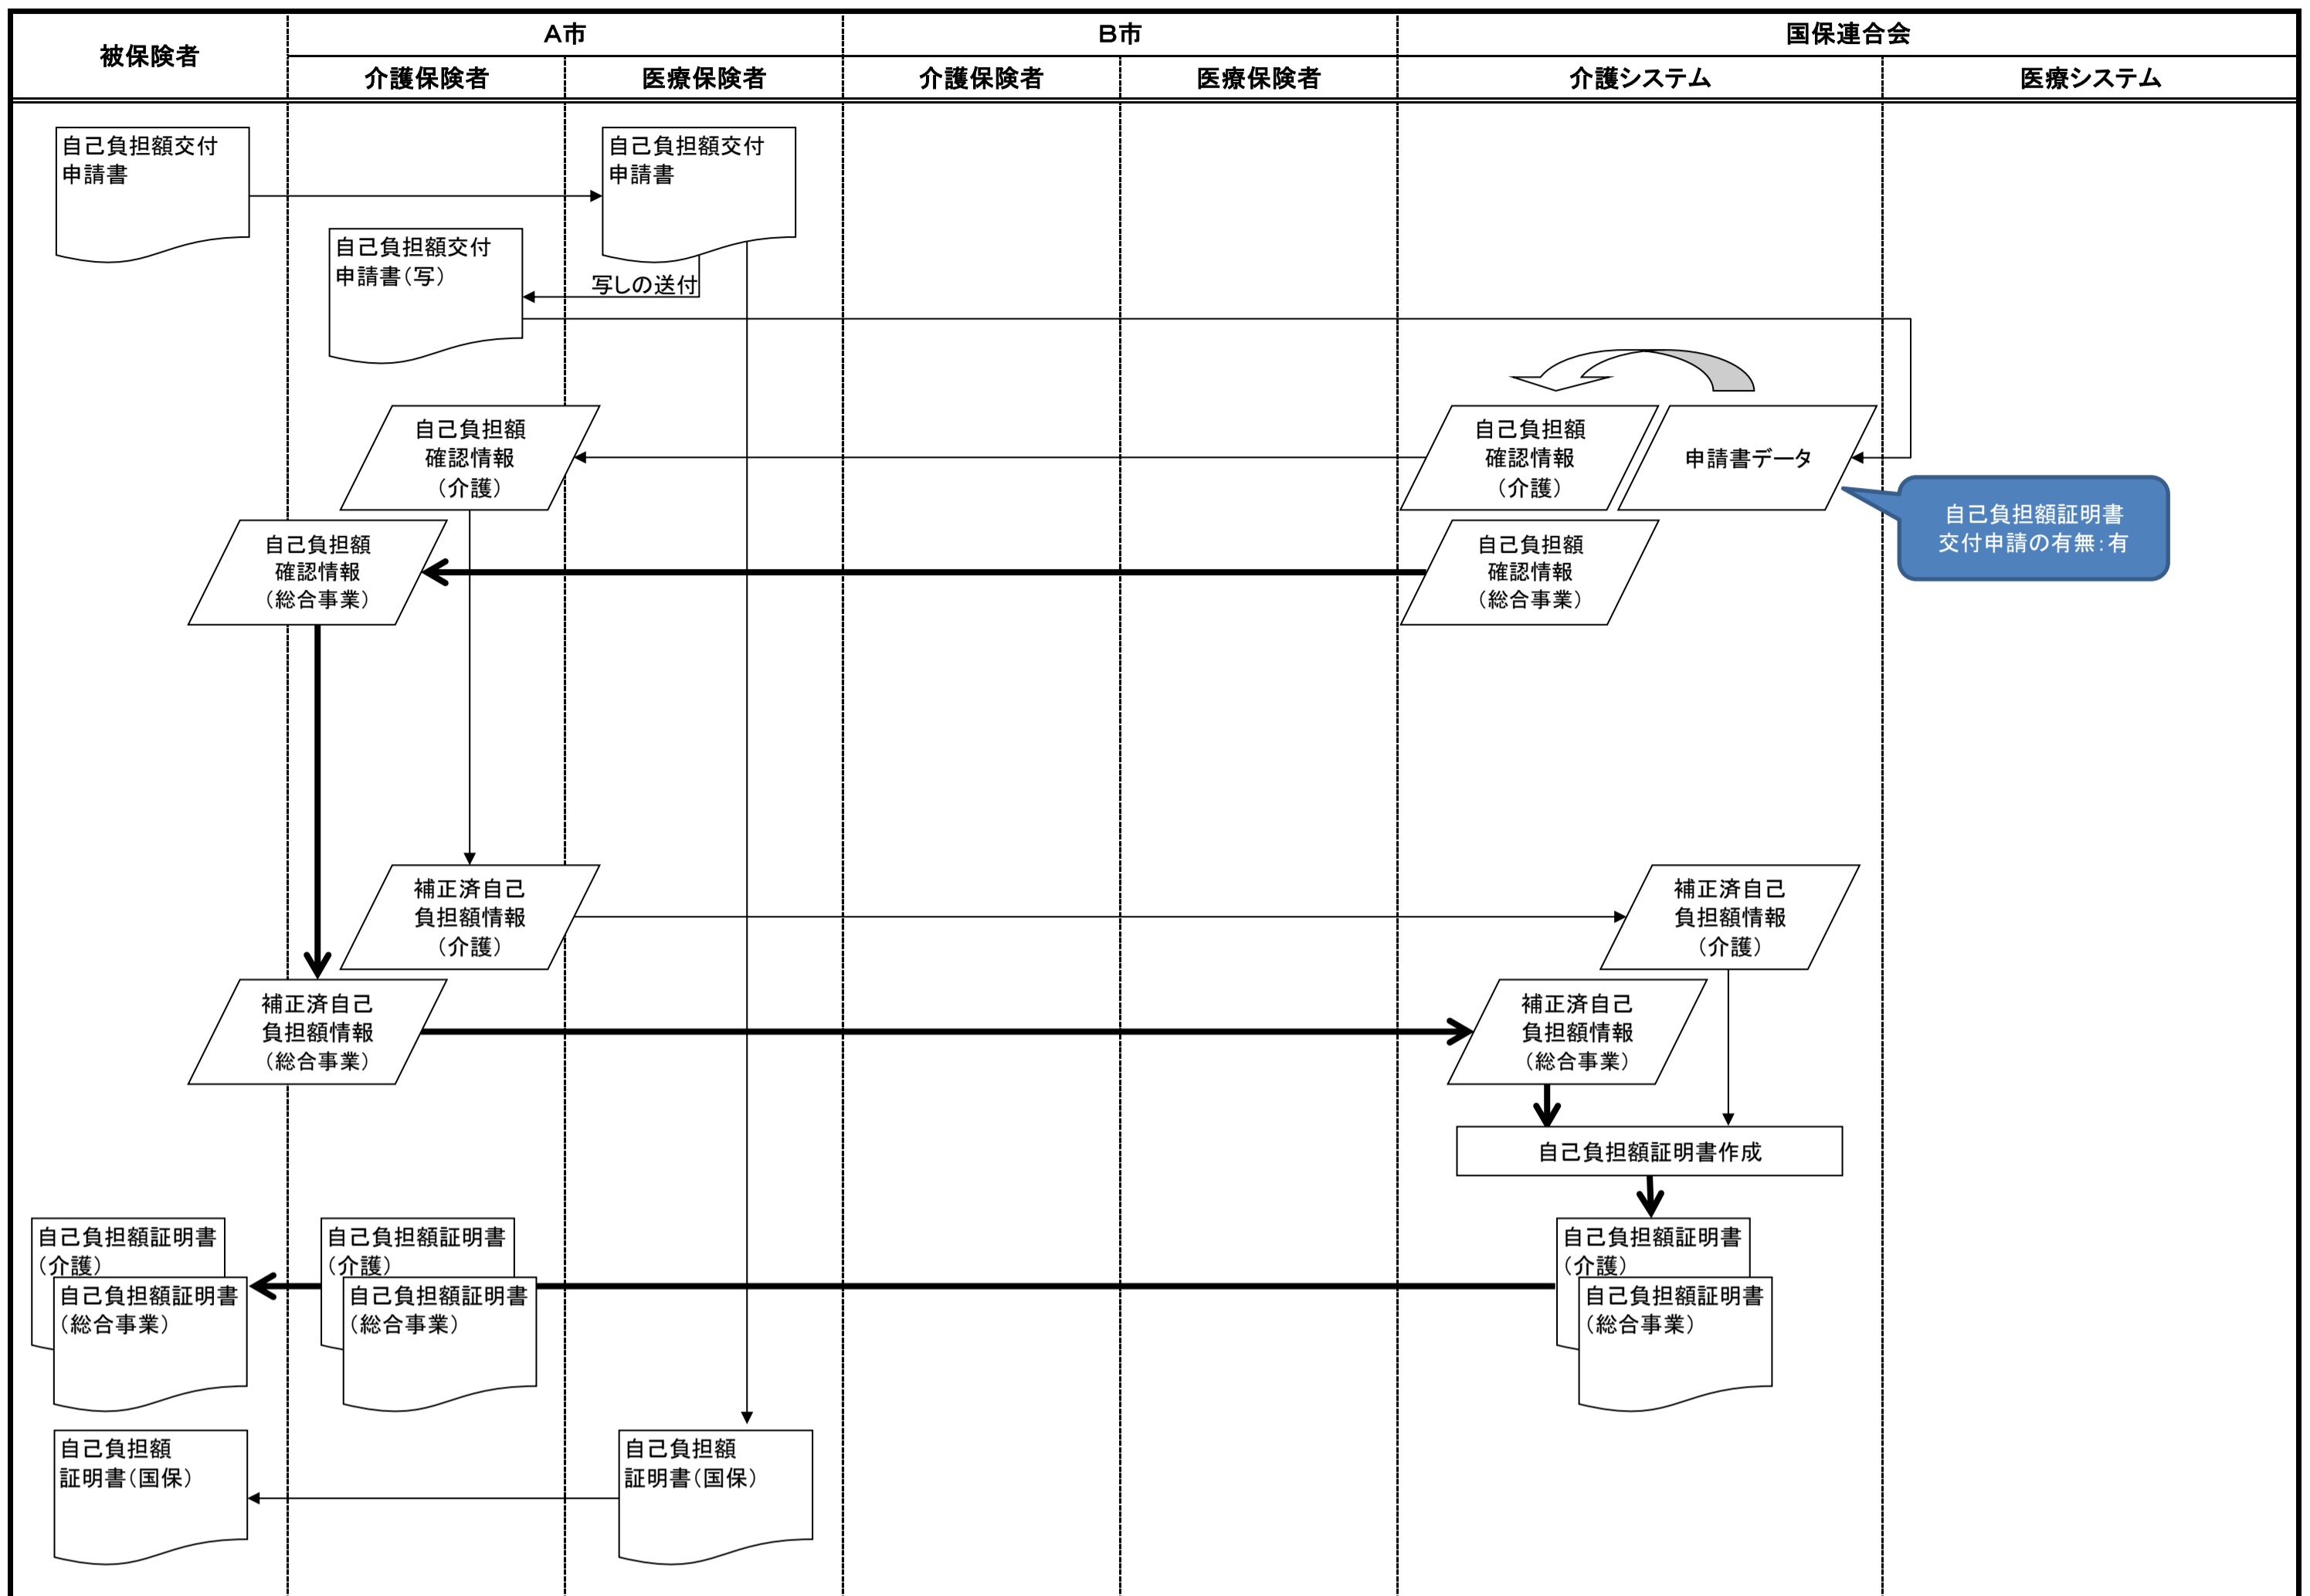 被保険者
A市
B市
国保連合会
介護保険者
医療保険者
介護保険者
医療保険者
介護システム
医療システム
自己負担額交付
申請書
自己負担額交付
申請書
自己負担額交付
申請書(写)
写しの送付
自己負担額
確認情報
(介護)
自己負担額
確認情報
(介護)
申請書データ
自己負担額証明書
交付申請の有無:有
自己負担額
確認情報
(総合事業)
自己負担額
確認情報
(総合事業)
補正済自己
負担額情報
(介護)
補正済自己
負担額情報
(介護)
補正済自己
負担額情報
(総合事業)
補正済自己
負担額情報
(総合事業)
自己負担額証明書作成
自己負担額証明書
(介護)
自己負担額証明書
(総合事業)
自己負担額証明書
(介護)
自己負担額証明書
(総合事業)
自己負担額証明書
(介護)
自己負担額証明書
(総合事業)
自己負担額
証明書(国保)
自己負担額
証明書(国保)